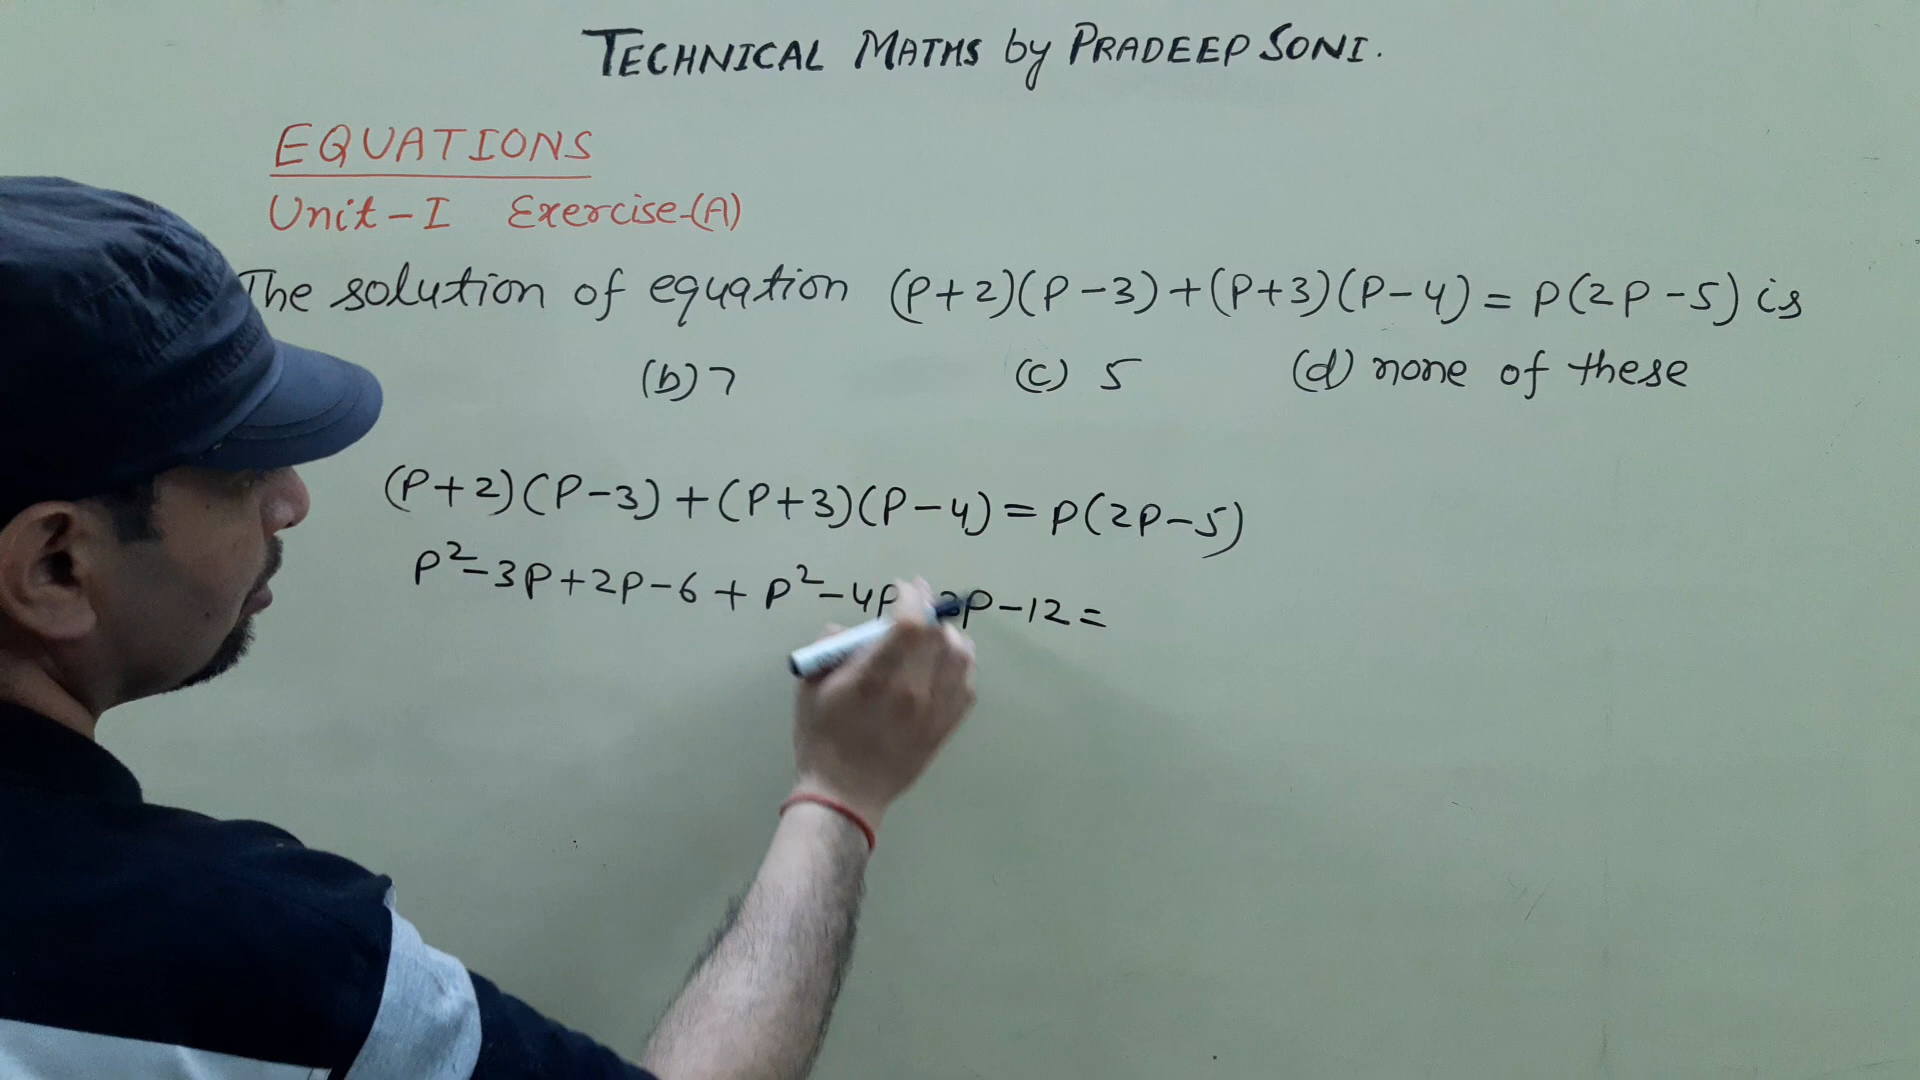 TECHNICAL MATHS by PRADEEP SONI.
EQUATIONS
Unit-I Exercise-(A)
The solution of equation (P+2)(P-3)+(P+3)(P-4)=P(2P-5) is
(b) 7 (c) 5 (d) none of these
(P+2)(P-3)+(P+3)(P-4)=P(2P-5)
P²-3P+2P-6+P²-4P 3P-12=